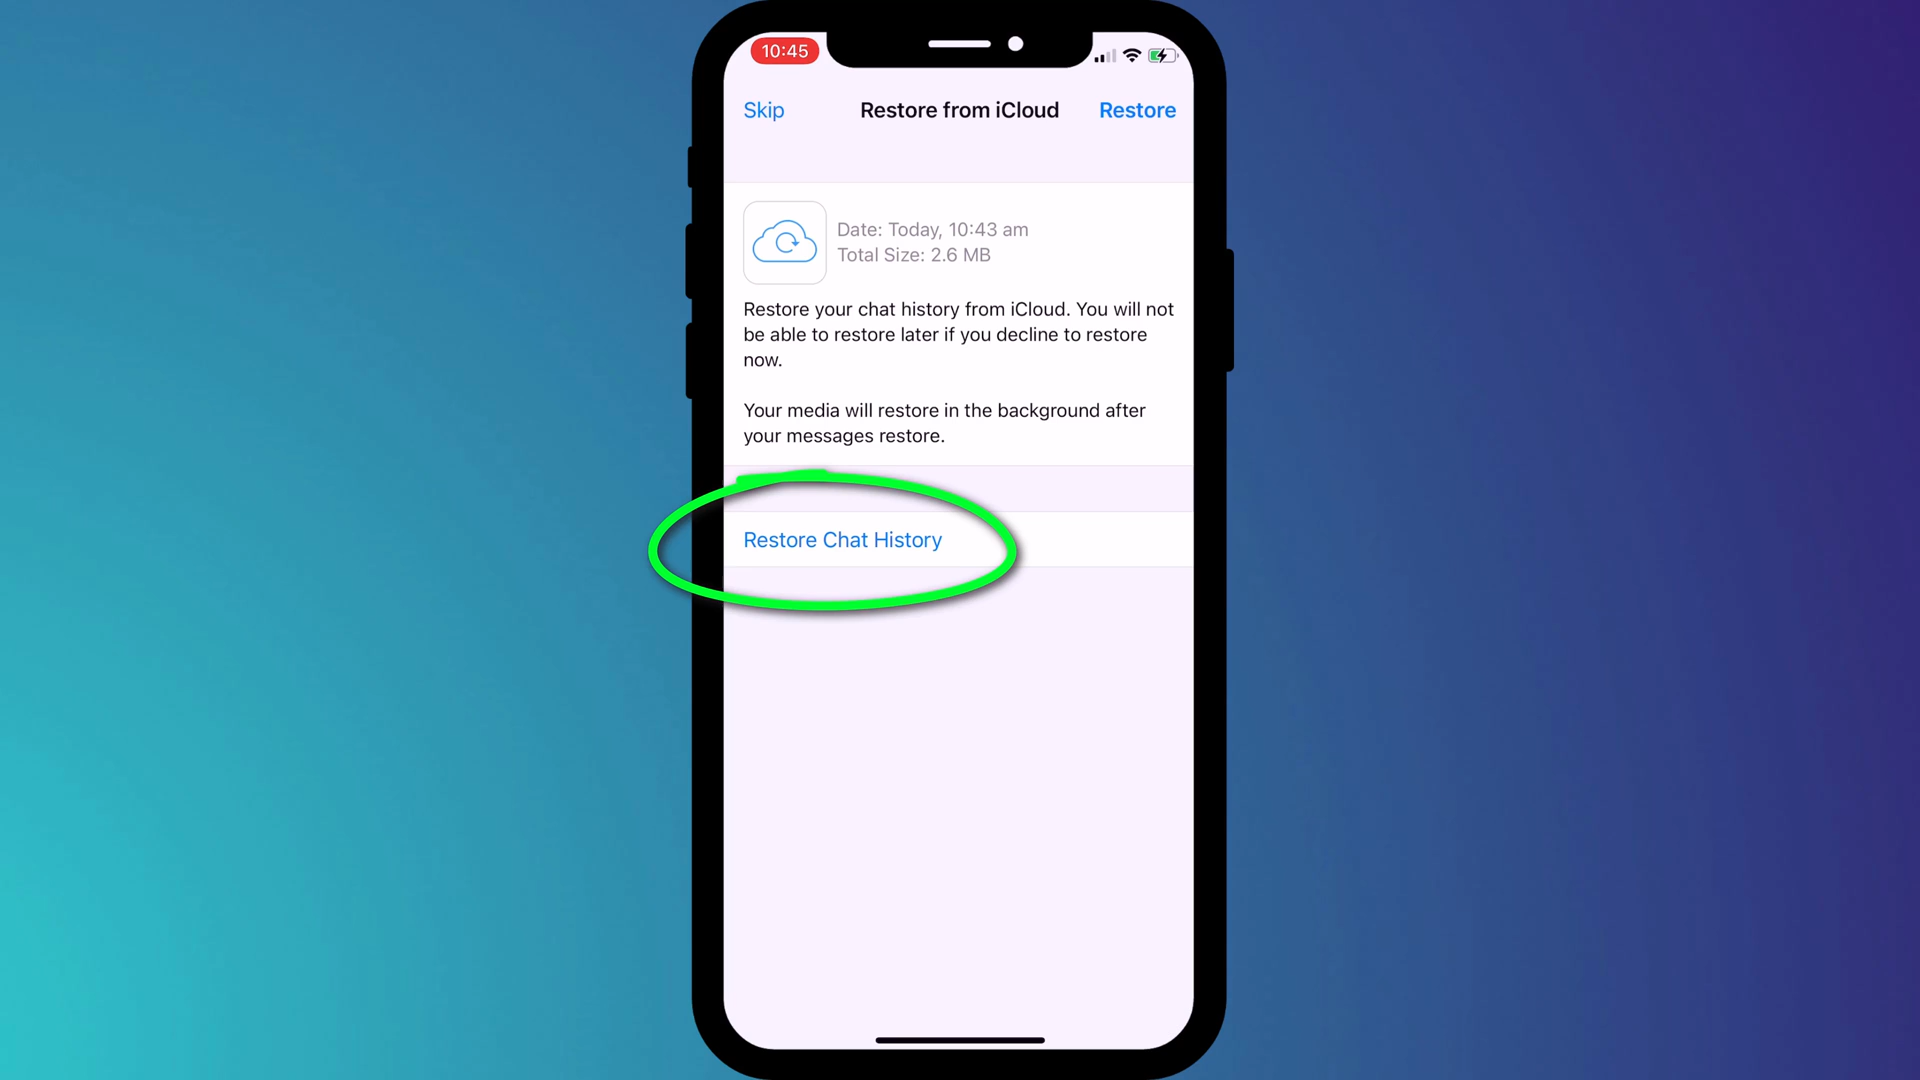 10:45
Skip
Restore from iCloud
Restore
Date: Today, 10:43 am
Total Size: 2.6 MB
Restore your chat history from iCloud. You will not
be able to restore later if you decline to restore
now.
Your media will restore in the background after
your messages restore.
Restore Chat History